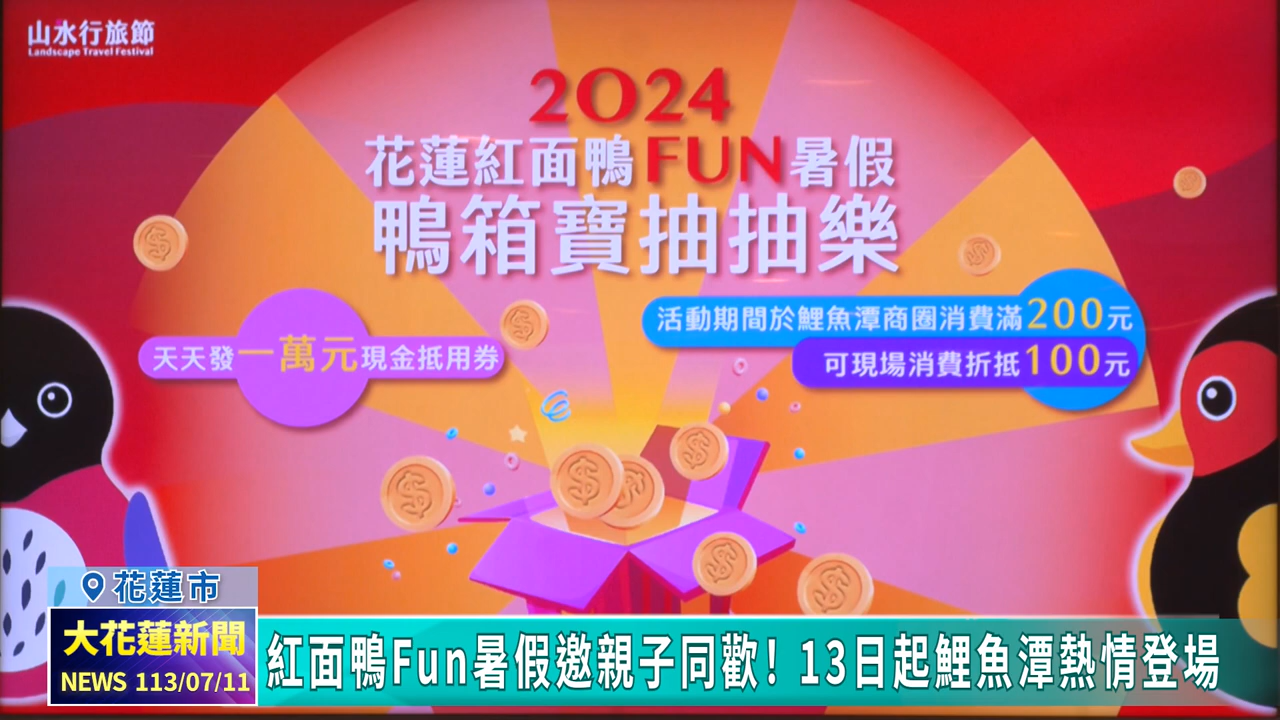 山水行旅節
Landscape Travel Festival
2024
花蓮紅面鴨FUN暑假
鴨箱寶抽抽樂
天天發一萬元現金抵用券
活動期間於鯉魚潭商圈消費滿200元
可現場消費折抵100元
花蓮市
大花蓮新聞
NEWS 113/07/11
紅面鴨Fun暑假邀親子同歡! 13日起鯉魚潭熱情登場